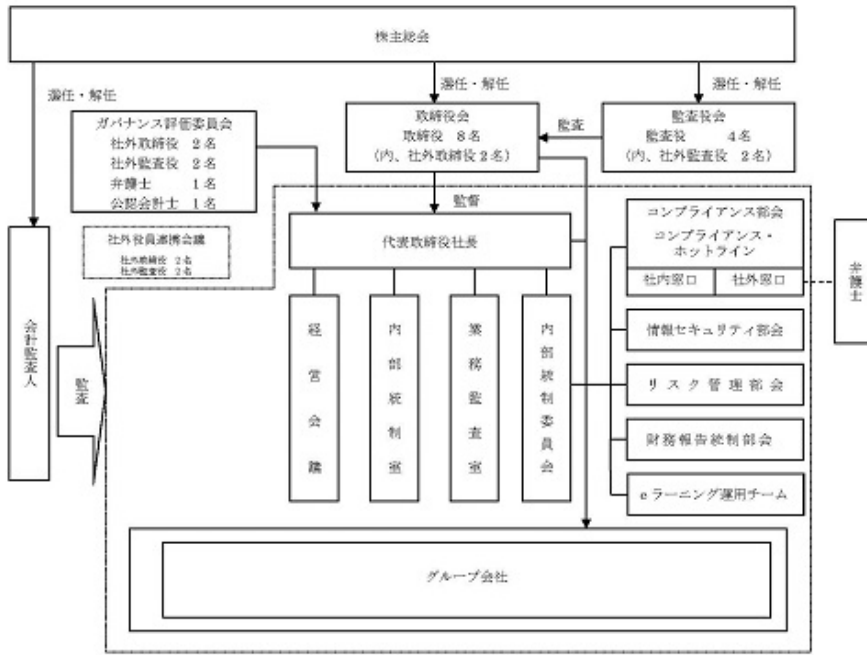 株主総会
選任・解任
選任・解任
選任・解任
ガバナンス評価委員会
社外取締役 2名
社外監査役 2名
弁護士 1名
公認会計士 1名
取締役会
取締役 8名
(内、社外取締役2名)
監査
監査役会
監査役 4名
(内、社外監査役 2名)
監督
社外役員連携会議
社外取締役 2名
社外監査役 2名
代表取締役社長
コンプライアンス部会
コンプライアンス・
ホットライン
社内窓口
社外窓口
弁護士
会計監査人
監査
経営会議
内部統制室
業務監査室
内部統制委員会
情報セキュリティ部会
リスク管理部会
財務報告統制部会
eラーニング運用チーム
グループ会社